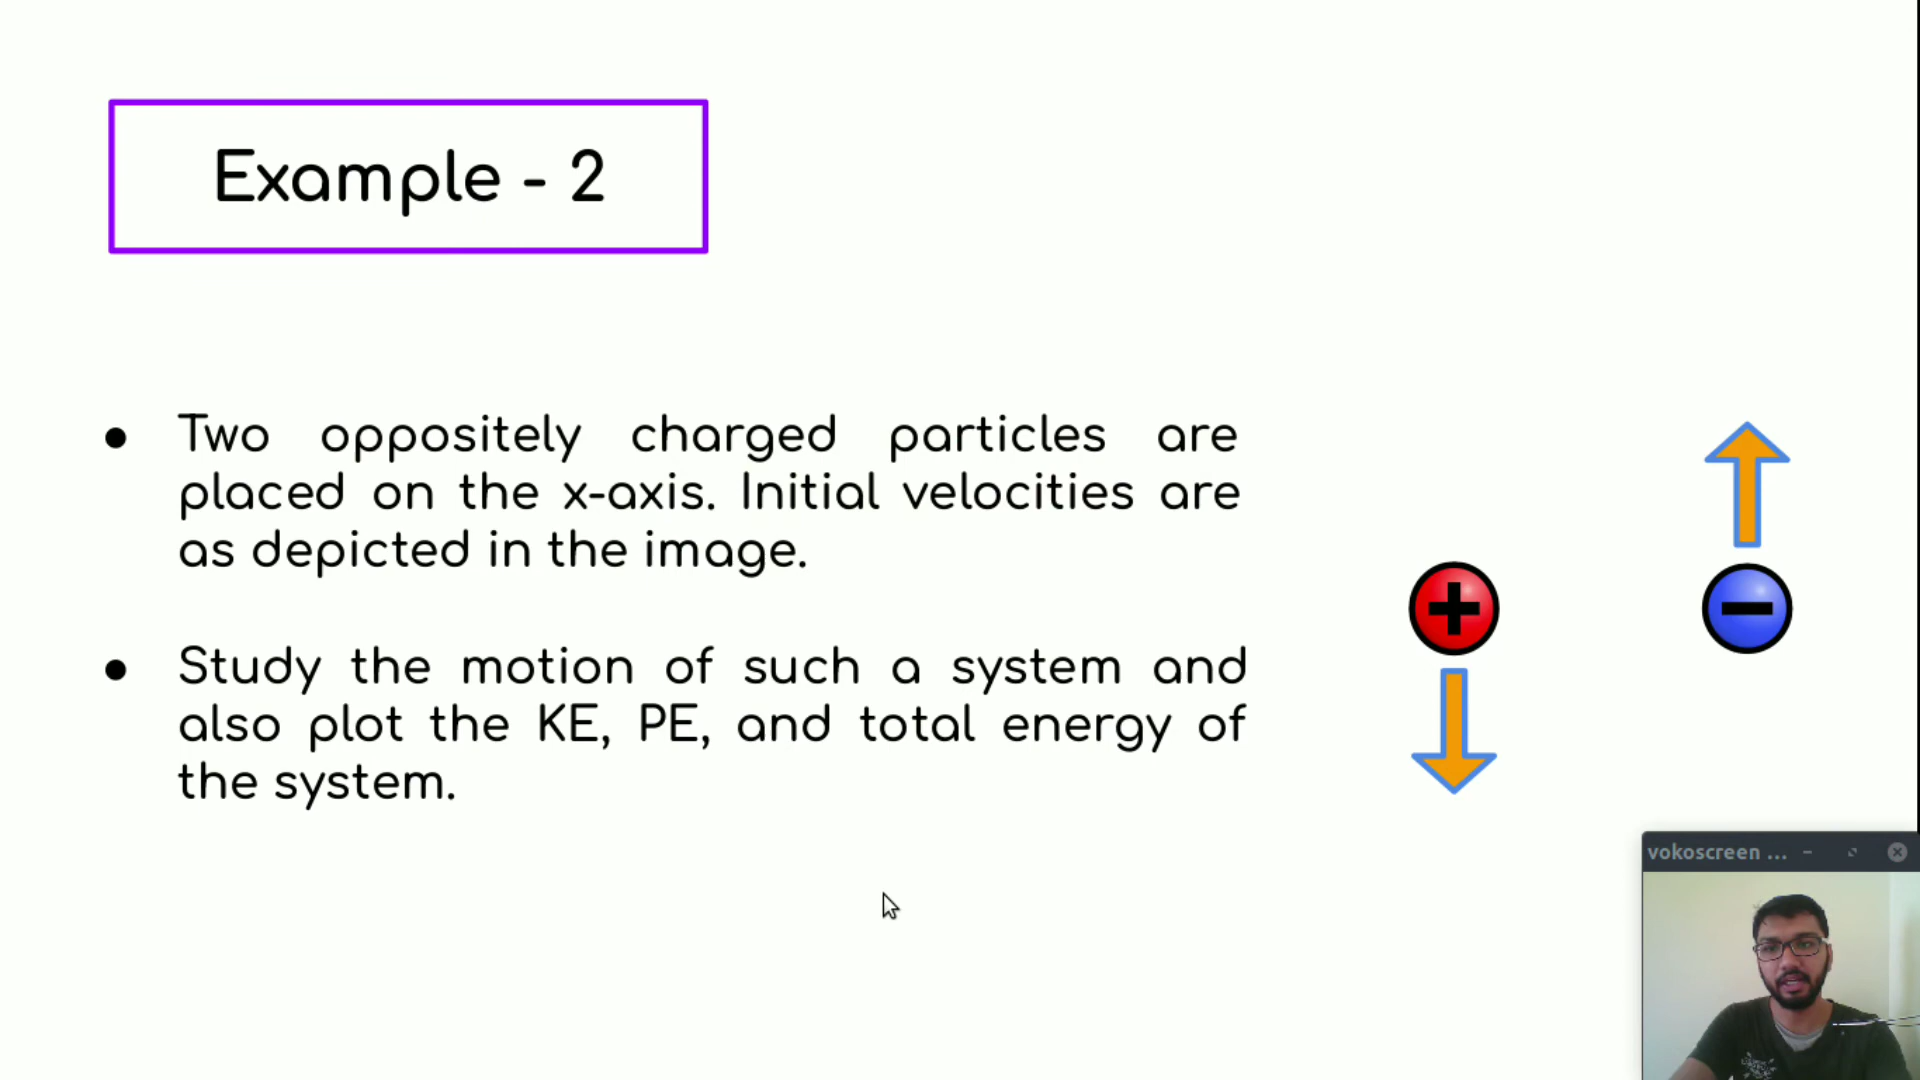 Example - 2
● Two oppositely charged particles are
placed on the x-axis. Initial velocities are
as depicted in the image.
● Study the motion of such a system and
also plot the KE, PE, and total energy of
the system.
+
−
vokoscreen ...